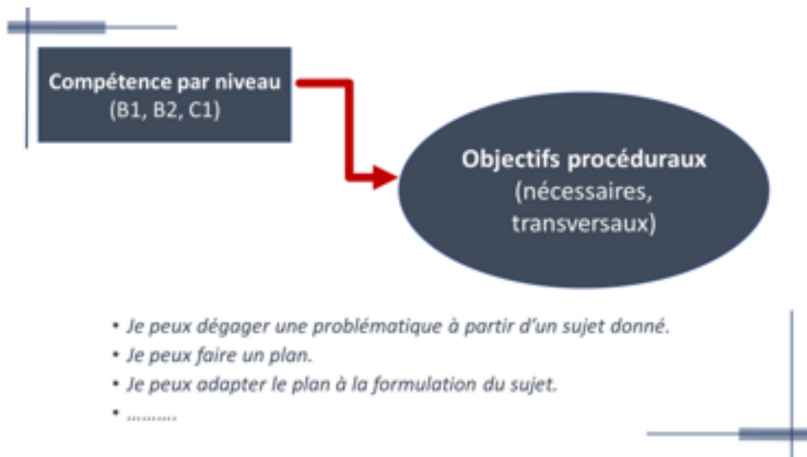 Compétence par niveau
(B1, B2, C1)
Objectifs procéduraux
(nécessaires,
transversaux)
• Je peux dégager une problématique à partir d'un sujet donné.
• Je peux faire un plan.
• Je peux adapter le plan à la formulation du sujet.
• ..........